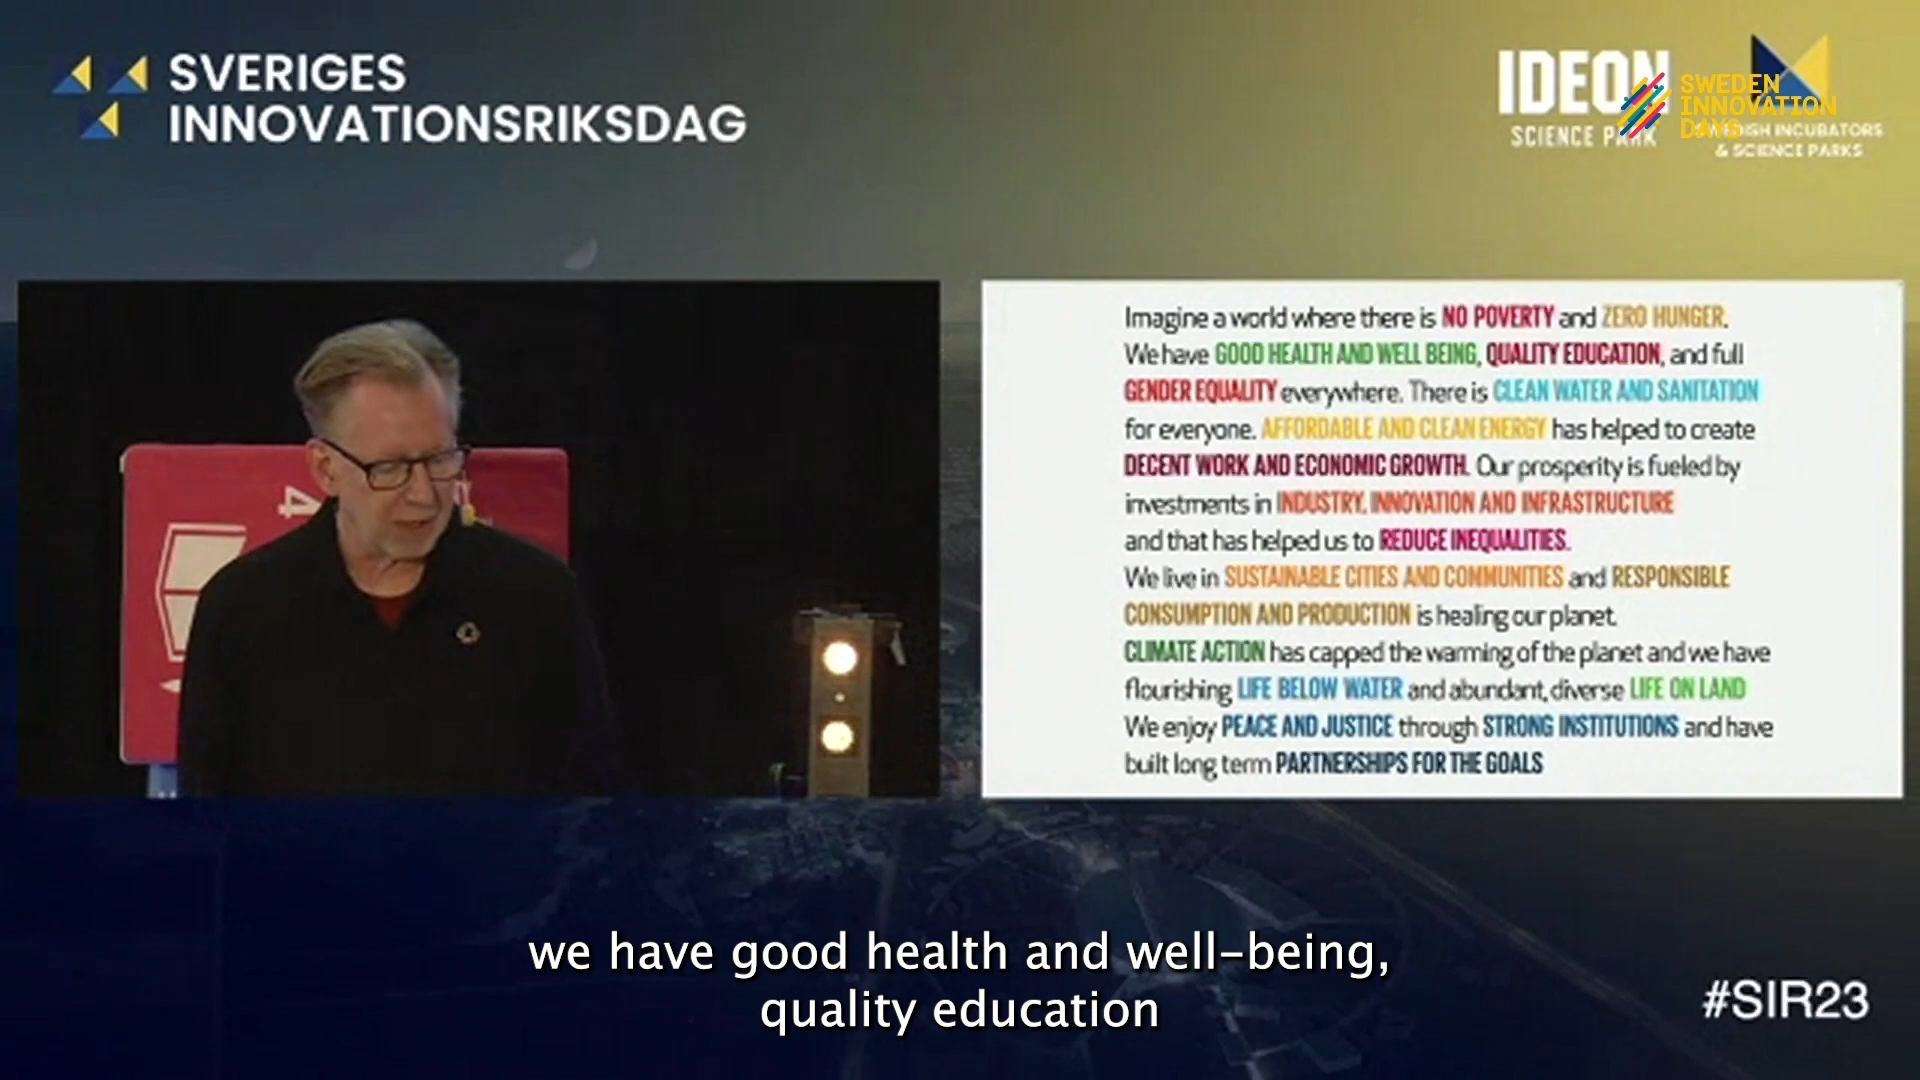 SVERIGES
INNOVATIONSRIKSDAG
IDEON
SCIENCE PARK
SWEDEN
INNOVATION
DAYS
INCUBATORS
& SCIENCE PARKS
4
Imagine a world where there is NO POVERTY and ZERO HUNGER.
We have GOOD HEALTH AND WELL BEING, QUALITY EDUCATION, and full
GENDER EQUALITY everywhere. There is CLEAN WATER AND SANITATION
for everyone. AFFORDABLE AND CLEAN ENERGY has helped to create
DECENT WORK AND ECONOMIC GROWTH. Our prosperity is fueled by
investments in INDUSTRY, INNOVATION AND INFRASTRUCTURE
and that has helped us to REDUCE INEQUALITIES.
We live in SUSTAINABLE CITIES AND COMMUNITIES and RESPONSIBLE
CONSUMPTION AND PRODUCTION is healing our planet.
CLIMATE ACTION has capped the warming of the planet and we have
flourishing LIFE BELOW WATER and abundant, diverse LIFE ON LAND
We enjoy PEACE AND JUSTICE through STRONG INSTITUTIONS and have
built long term PARTNERSHIPS FOR THE GOALS
we have good health and well-being,
quality education
#SIR23